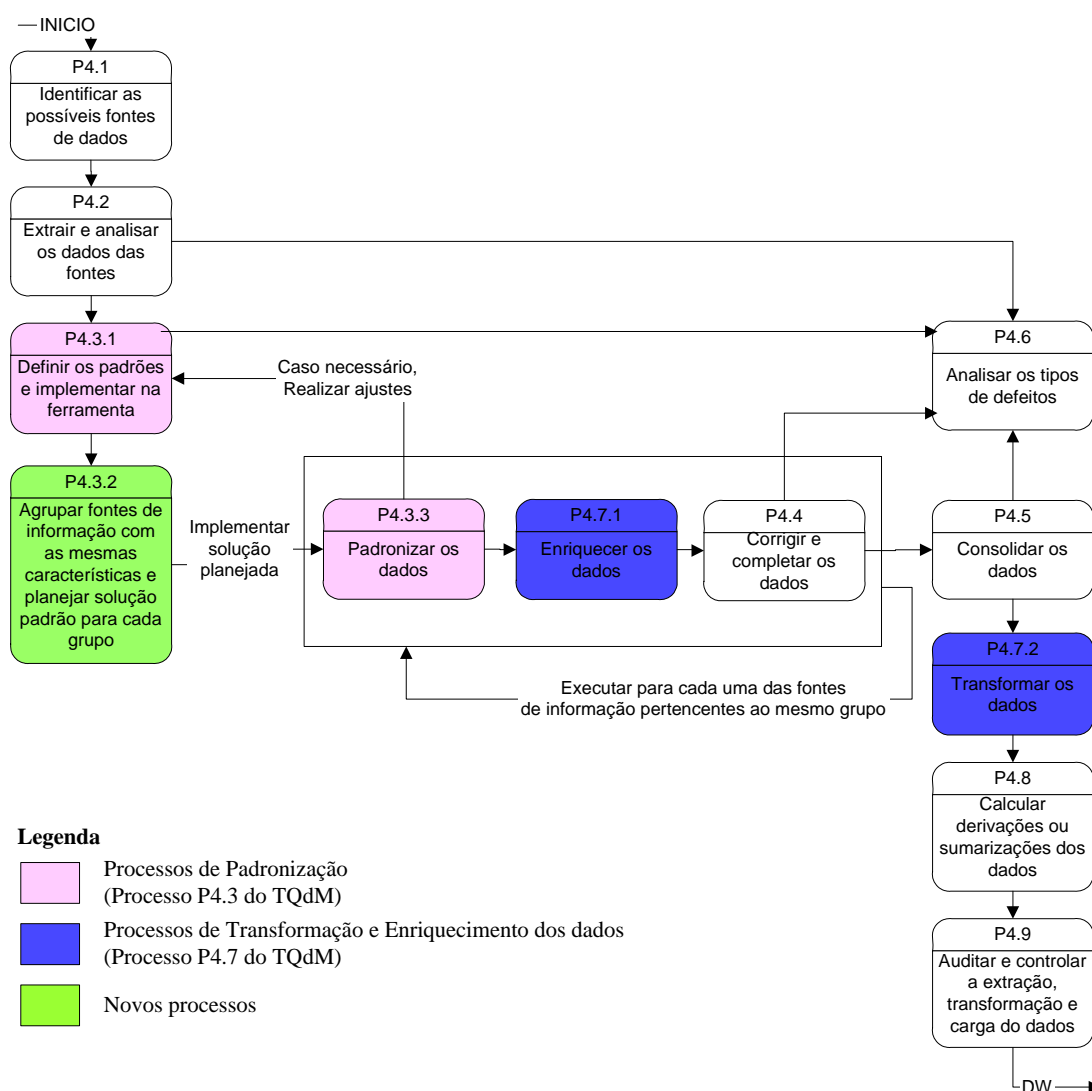 INICIO
P4.1
Identificar as
possíveis fontes
de dados
P4.2
Extrair e analisar
os dados das
fontes
P4.3.1
Definir os padrões
e implementar na
ferramenta
Caso necessário,
Realizar ajustes
P4.6
Analisar os tipos
de defeitos
P4.3.2
Agrupar fontes de
informação com
as mesmas
características e
planejar solução
padrão para cada
grupo
Implementar
solução
planejada
P4.3.3
Padronizar os
dados
P4.7.1
Enriquecer os
dados
P4.4
Corrigir e
completar os
dados
P4.5
Consolidar os
dados
Executar para cada uma das fontes
de informação pertencentes ao mesmo grupo
P4.7.2
Transformar os
dados
P4.8
Calcular
derivações ou
sumarizações dos
dados
P4.9
Auditar e controlar
a extração,
transformação e
carga do dados
DW
Legenda
Processos de Padronização
(Processo P4.3 do TQdM)
Processos de Transformação e Enriquecimento dos dados
(Processo P4.7 do TQdM)
Novos processos